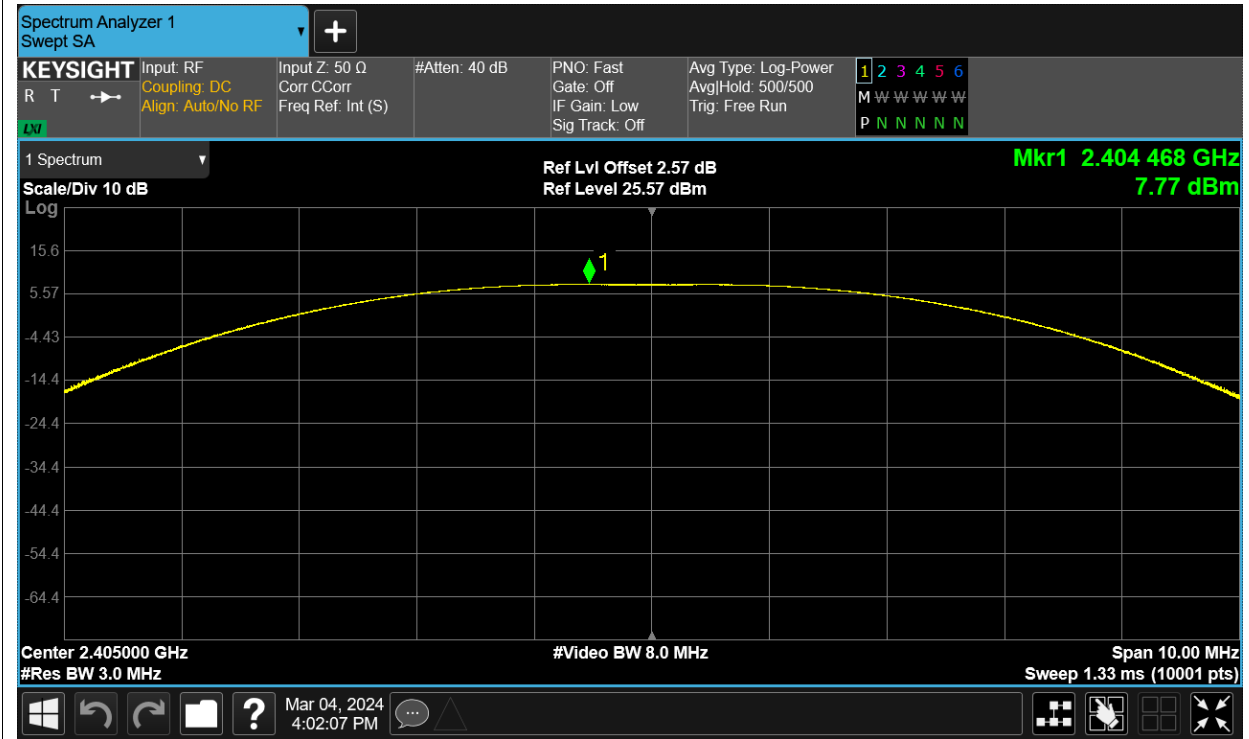 Spectrum Analyzer 1
Swept SA
+
KEYSIGHT
R T
LXI
Input: RF
Coupling: DC
Align: Auto/No RF
Input Z: 50 Ω
Corr CCorr
Freq Ref: Int (S)
#Atten: 40 dB
PNO: Fast
Gate: Off
IF Gain: Low
Sig Track: Off
Avg Type: Log-Power
Avg|Hold: 500/500
Trig: Free Run
1 2 3 4 5 6
M W W W W W
P N N N N N
1 Spectrum
Scale/Div 10 dB
Log
Ref Lvl Offset 2.57 dB
Ref Level 25.57 dBm
Mkr1 2.404 468 GHz
7.77 dBm
1
15.6
5.57
-4.43
-14.4
-24.4
-34.4
-44.4
-54.4
-64.4
Center 2.405000 GHz
#Res BW 3.0 MHz
#Video BW 8.0 MHz
Span 10.00 MHz
Sweep 1.33 ms (10001 pts)
?
Mar 04, 2024
4:02:07 PM